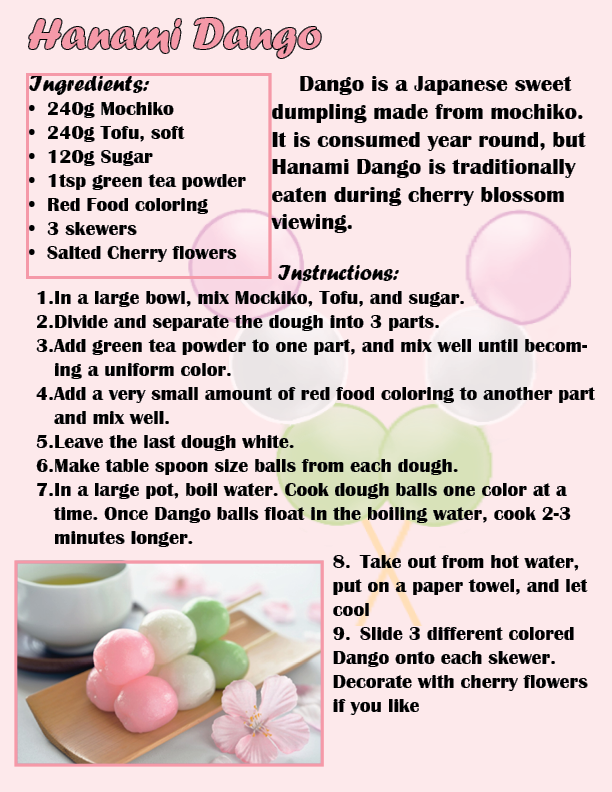 Hanami Dango
Ingredients:
• 240g Mochiko
• 240g Tofu, soft
• 120g Sugar
• 1tsp green tea powder
• Red Food coloring
• 3 skewers
• Salted Cherry flowers
Dango is a Japanese sweet
dumpling made from mochiko.
It is consumed year round, but
Hanami Dango is traditionally
eaten during cherry blossom
viewing.
Instructions:
1.In a large bowl, mix Mockiko, Tofu, and sugar.
2.Divide and separate the dough into 3 parts.
3.Add green tea powder to one part, and mix well until becom-
ing a uniform color.
4.Add a very small amount of red food coloring to another part
and mix well.
5.Leave the last dough white.
6.Make table spoon size balls from each dough.
7.In a large pot, boil water. Cook dough balls one color at a
time. Once Dango balls float in the boiling water, cook 2-3
minutes longer.
8. Take out from hot water,
put on a paper towel, and let
cool
9. Slide 3 different colored
Dango onto each skewer.
Decorate with cherry flowers
if you like